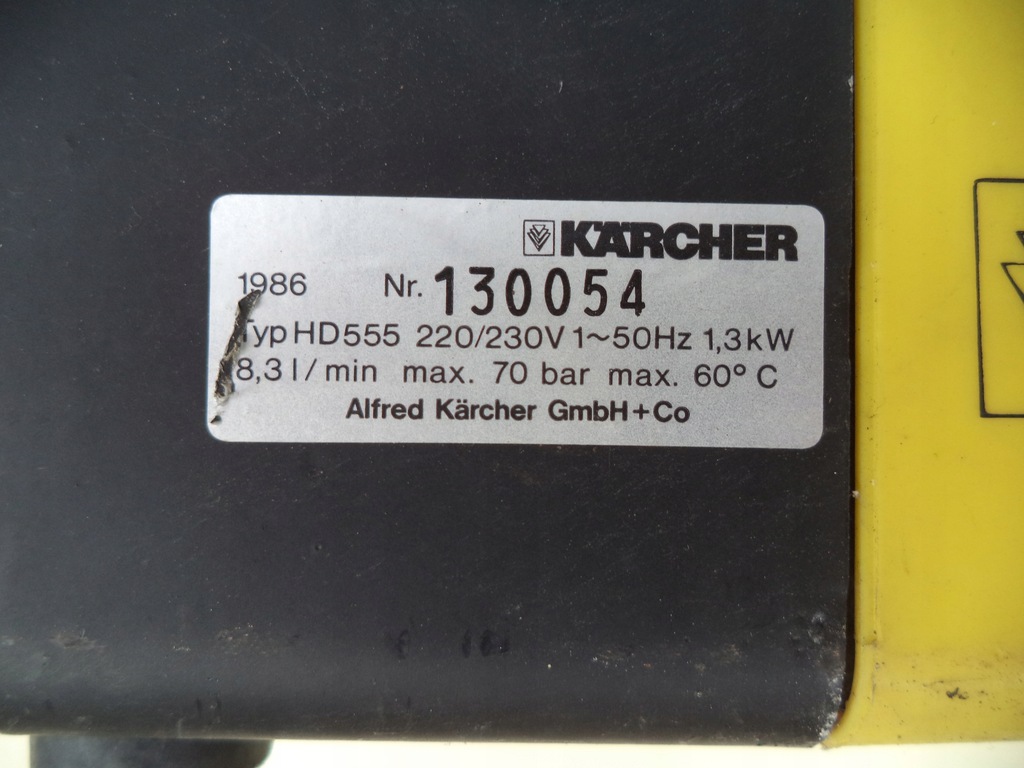 KÄRCHER
1986 Nr. 130054
Typ HD555 220/230V 1~50Hz 1,3kW
8,3 l/min max. 70 bar max. 60° C
Alfred Kärcher GmbH+Co